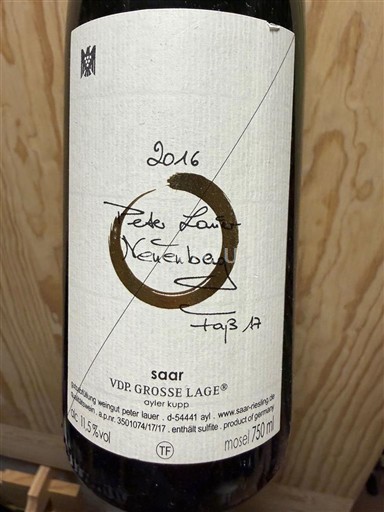 2016
Peter Lauer
Neuenberg
Faß 17
saar
VDP. GROSSE LAGE®
ayler kupp
gutsabfüllung weingut peter lauer . d-54441 ayl . www.saar-riesling.de
qualitätswein . a.p.nr. 3501074/17/17 . enthält sulfite . product of germany
alc. 11,5%vol
mosel 750 ml
TF